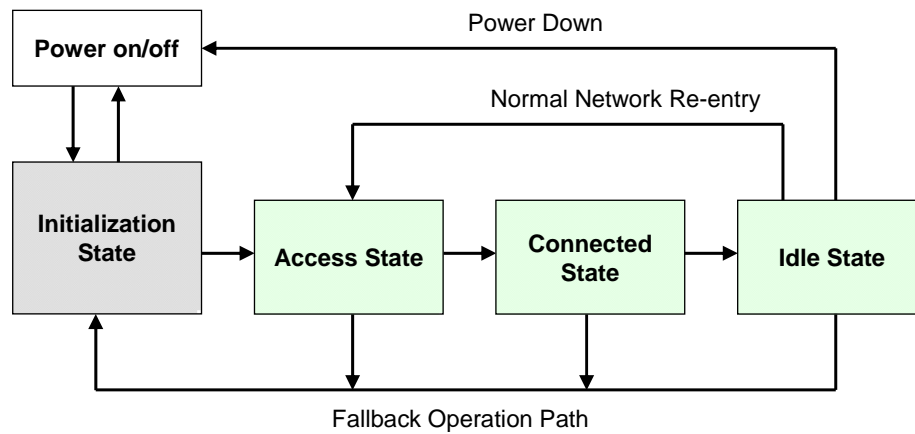 Power Down
Power on/off
Normal Network Re-entry
Initialization
State
Access State
Connected
State
Idle State
Fallback Operation Path